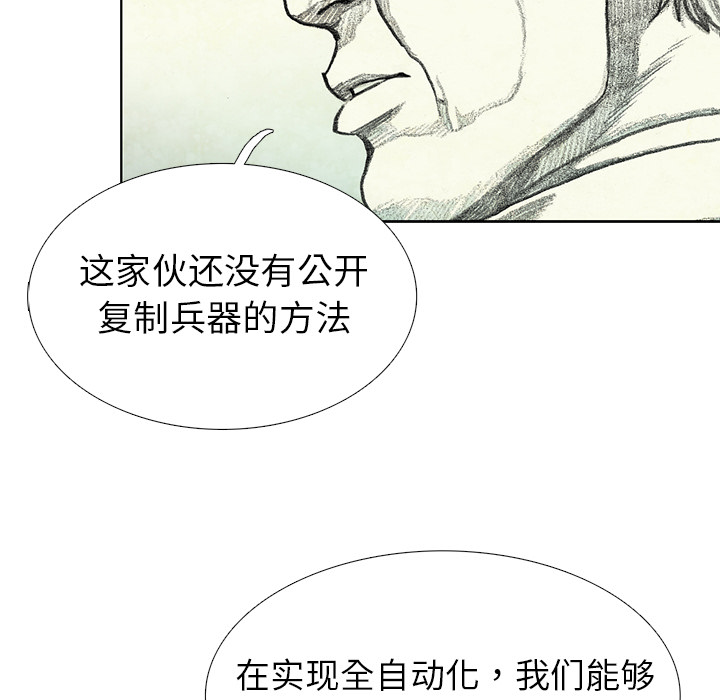 这家伙还没有公开
复制兵器的方法
在实现全自动化，我们能够